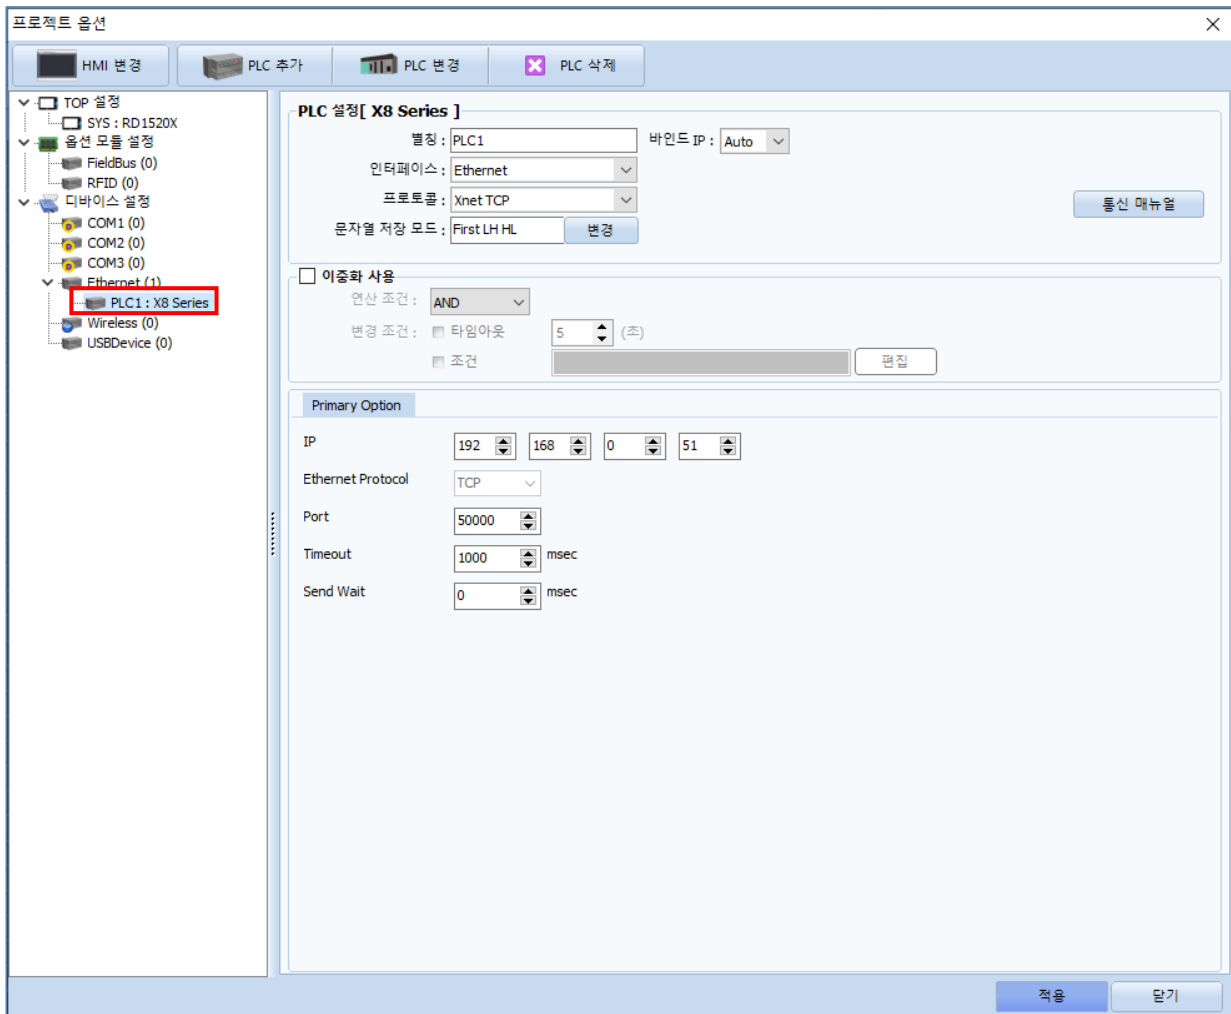 프로젝트 옵션
HMI 변경
PLC 추가
PLC 변경
PLC 삭제
TOP 설정
SYS : RD1520X
옵션 모듈 설정
FieldBus (0)
RFID (0)
디바이스 설정
COM1 (0)
COM2 (0)
COM3 (0)
Ethernet (1)
PLC1 : X8 Series
Wireless (0)
USBDevice (0)
PLC 설정[ X8 Series ]
별칭 : PLC1 바인드 IP : Auto
인터페이스 : Ethernet
프로토콜 : Xnet TCP
통신 매뉴얼
문자열 저장 모드 : First LH HL 변경
이중화 사용
연산 조건 : AND
변경 조건 : 타임아웃 5 (초)
조건 편집
Primary Option
IP 192 168 0 51
Ethernet Protocol TCP
Port 50000
Timeout 1000 msec
Send Wait 0 msec
적용 닫기